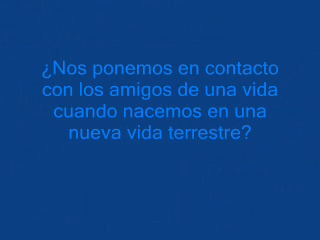 ¿Nos ponemos en contacto
con los amigos de una vida
cuando nacemos en una
nueva vida terrestre?